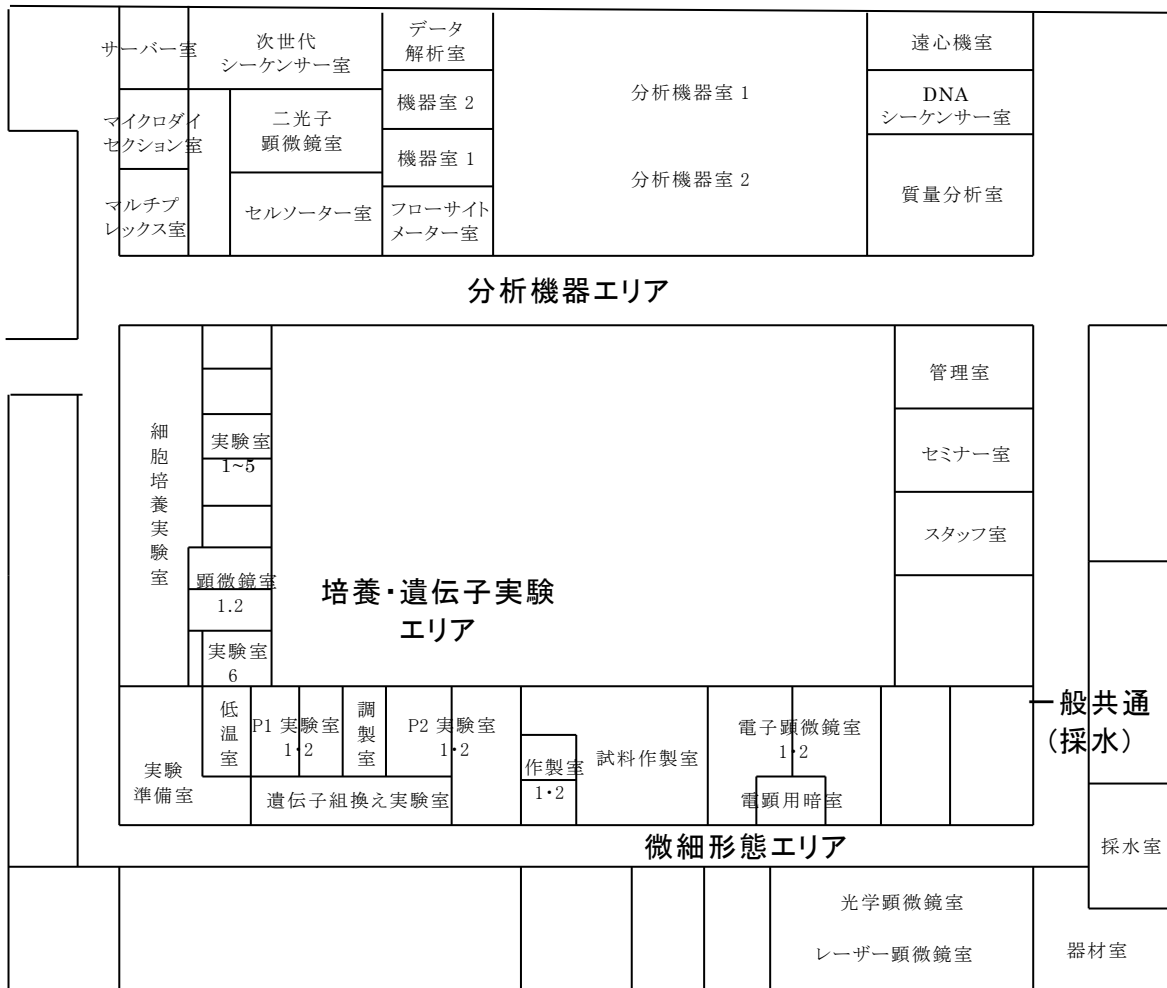 サーバー室
次世代
シーケンサー室
データ
解析室
遠心機室
機器室 2
分析機器室 1
DNA
シーケンサー室
マイクロダイ
セクション室
二光子
顕微鏡室
機器室 1
分析機器室 2
質量分析室
マルチプ
レックス室
セルソーター室
フローサイト
メーター室
分析機器エリア
管理室
細胞培養実験室
実験室
1~5
セミナー室
スタッフ室
顕微鏡室
1.2
培養・遺伝子実験
エリア
実験室
6
低温室
P1 実験室
1・2
調製室
P2 実験室
1・2
電子顕微鏡室
1・2
一般共通
(採水)
実験
準備室
遺伝子組換え実験室
作製室
1・2
試料作製室
電顕用暗室
微細形態エリア
採水室
光学顕微鏡室
レーザー顕微鏡室
器材室